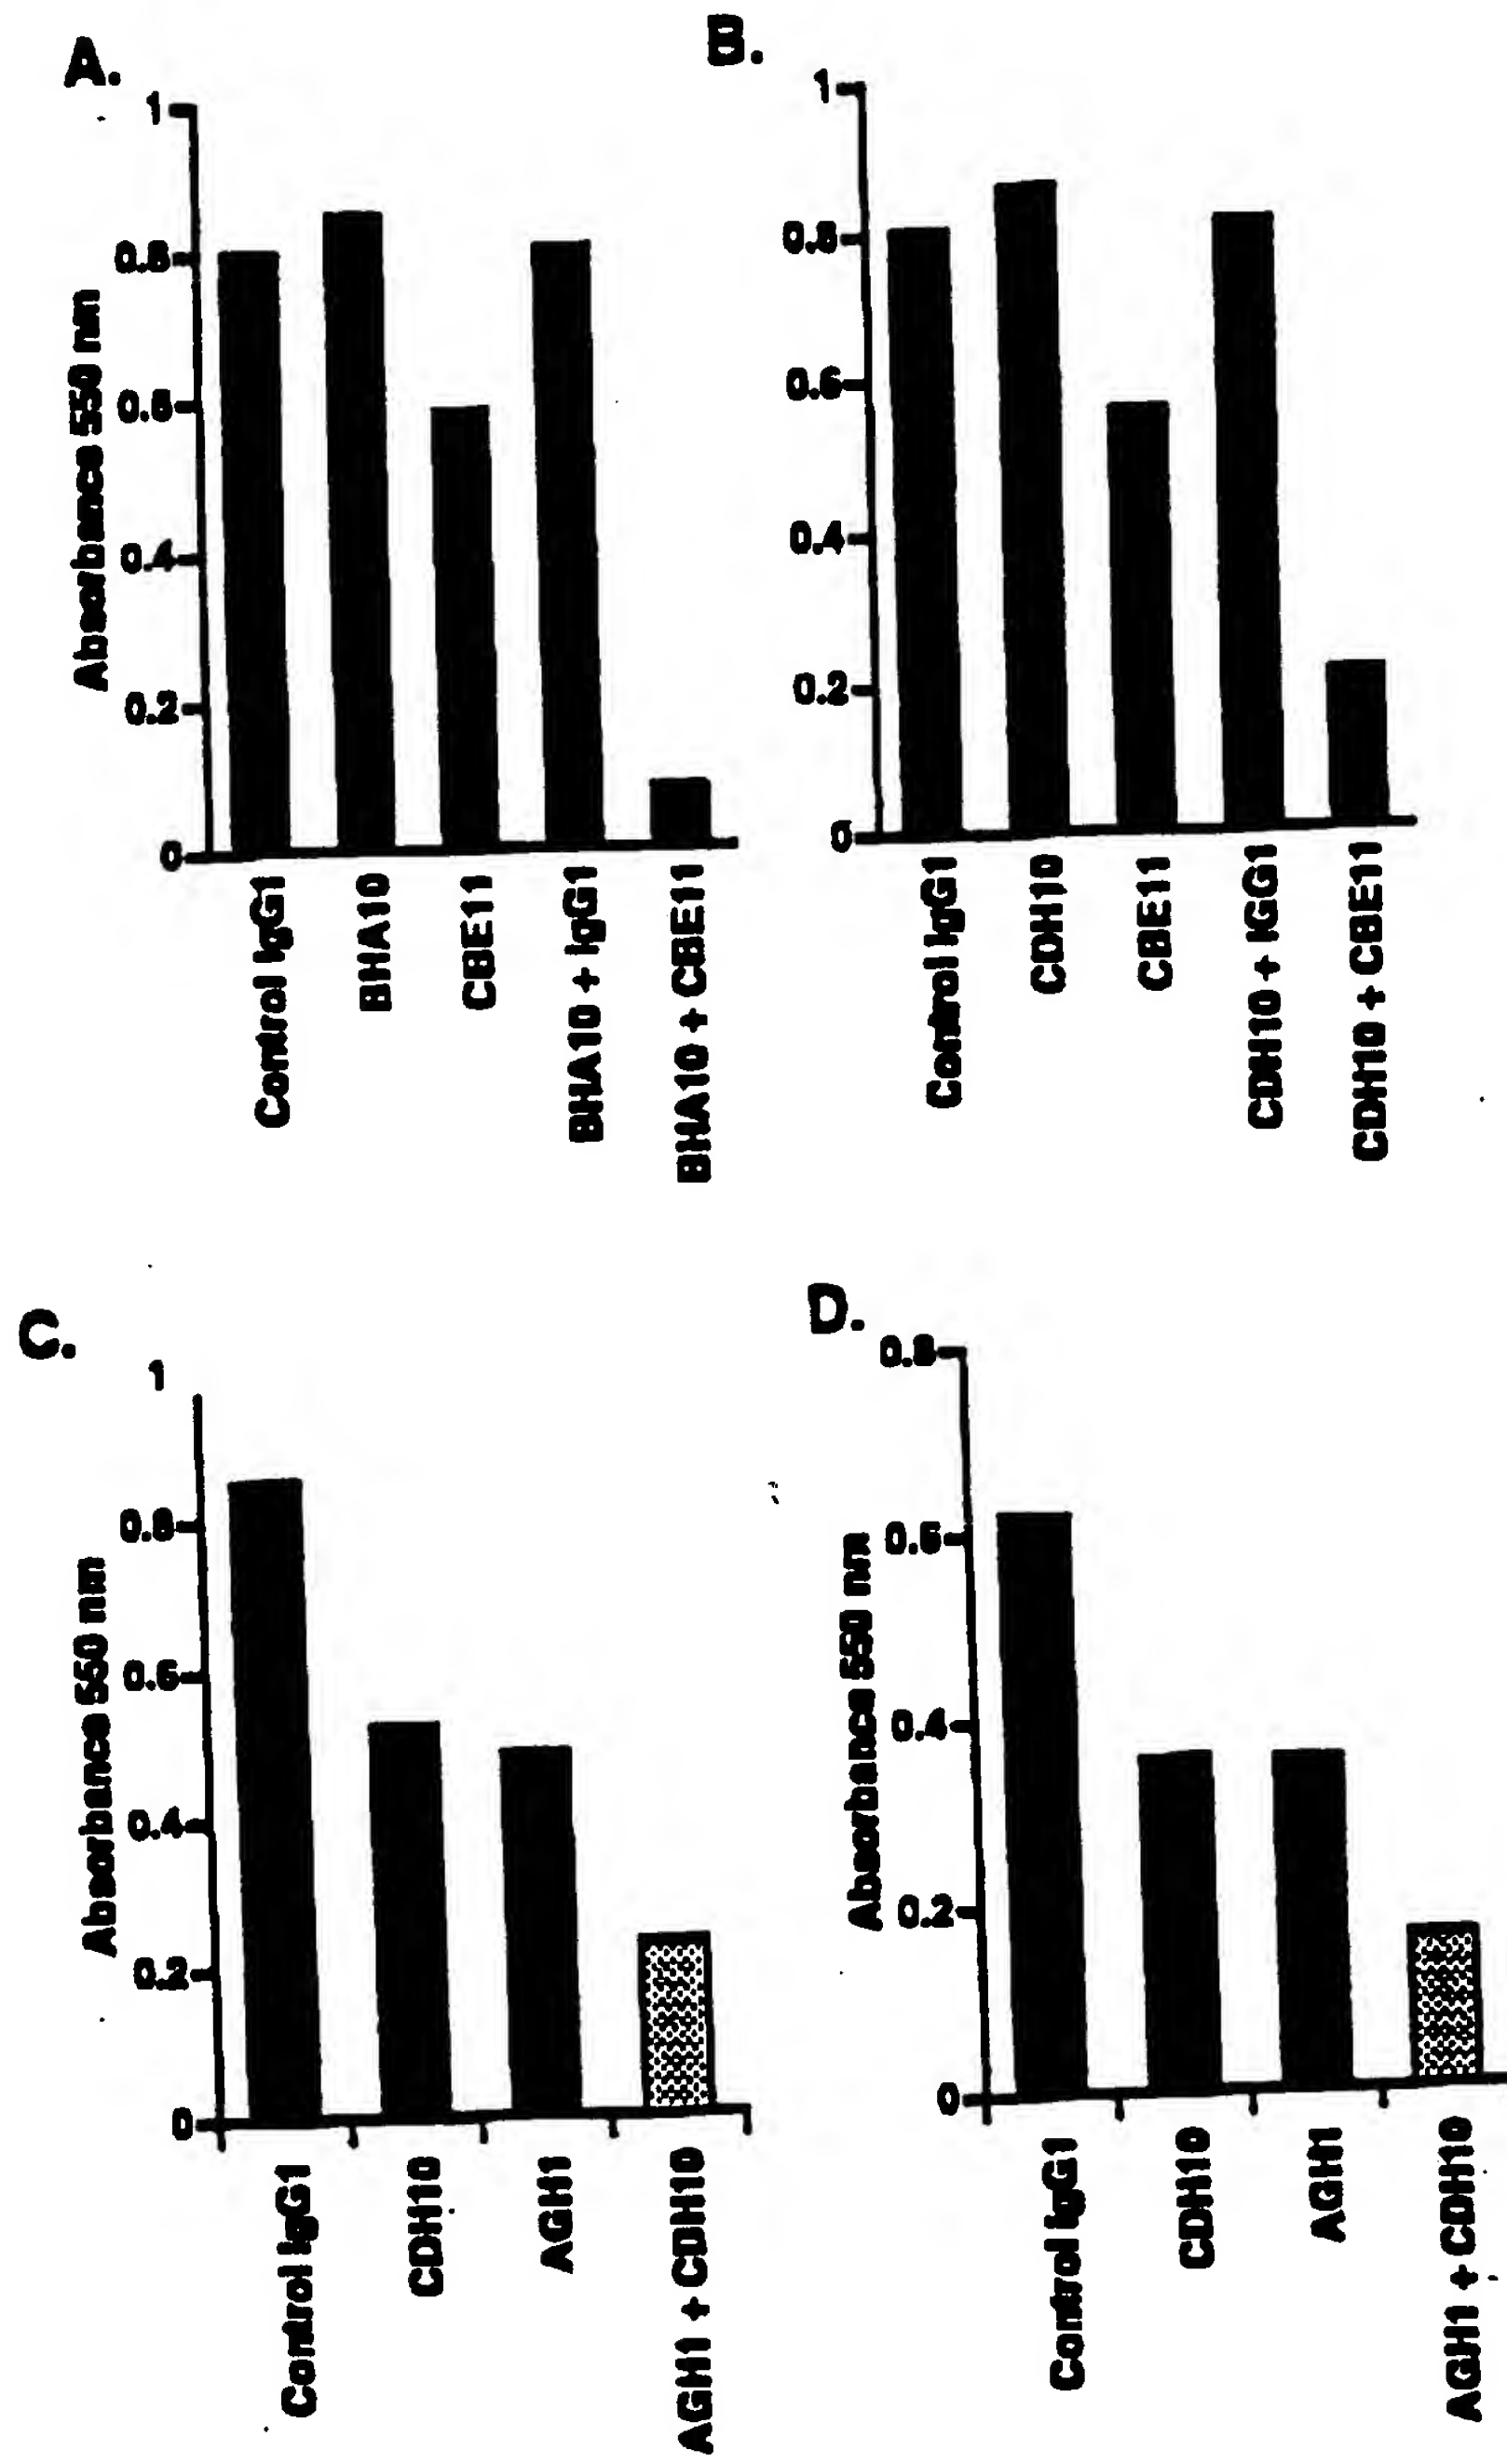 A.
1
0.8
0.6
0.4
0.2
0
Absorbance 550 nm
Control IgG1
BHA10
CBE11
BHA10 + IgG1
BHA10 + CBE11
B.
1
0.8
0.6
0.4
0.2
0
Control IgG1
CDH10
CBE11
CDH10 + IGG1
CDH10 + CBE11
C.
1
0.8
0.6
0.4
0.2
0
Absorbance 550 nm
Control IgG1
CDH10
AGH1
AGH1 + CDH10
D.
0.8
0.6
0.4
0.2
0
Absorbance 550 nm
Control IgG1
CDH10
AGH1
AGH1 + CDH10